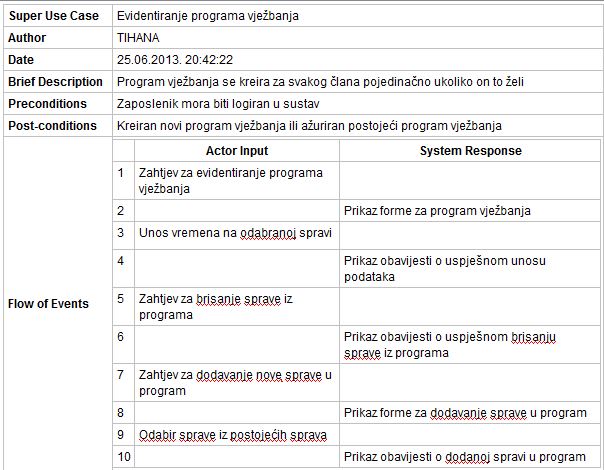 Super Use Case Evidentiranje programa vježbanja
Author TIHANA
Date 25.06.2013. 20:42:22
Brief Description Program vježbanja se kreira za svakog člana pojedinačno ukoliko on to želi
Preconditions Zaposlenik mora biti logiran u sustav
Post-conditions Kreiran novi program vježbanja ili ažuriran postojeći program vježbanja
Flow of Events
Actor Input System Response
1 Zahtjev za evidentiranje programa
vježbanja
2 Prikaz forme za program vježbanja
3 Unos vremena na odabranoj spravi
4 Prikaz obavijesti o uspješnom unosu
podataka
5 Zahtjev za brisanje sprave iz
programa
6 Prikaz obavijesti o uspješnom brisanju
sprave iz programa
7 Zahtjev za dodavanje nove sprave u
program
8 Prikaz forme za dodavanje sprave u program
9 Odabir sprave iz postojećih sprava
10 Prikaz obavijesti o dodanoj spravi u program